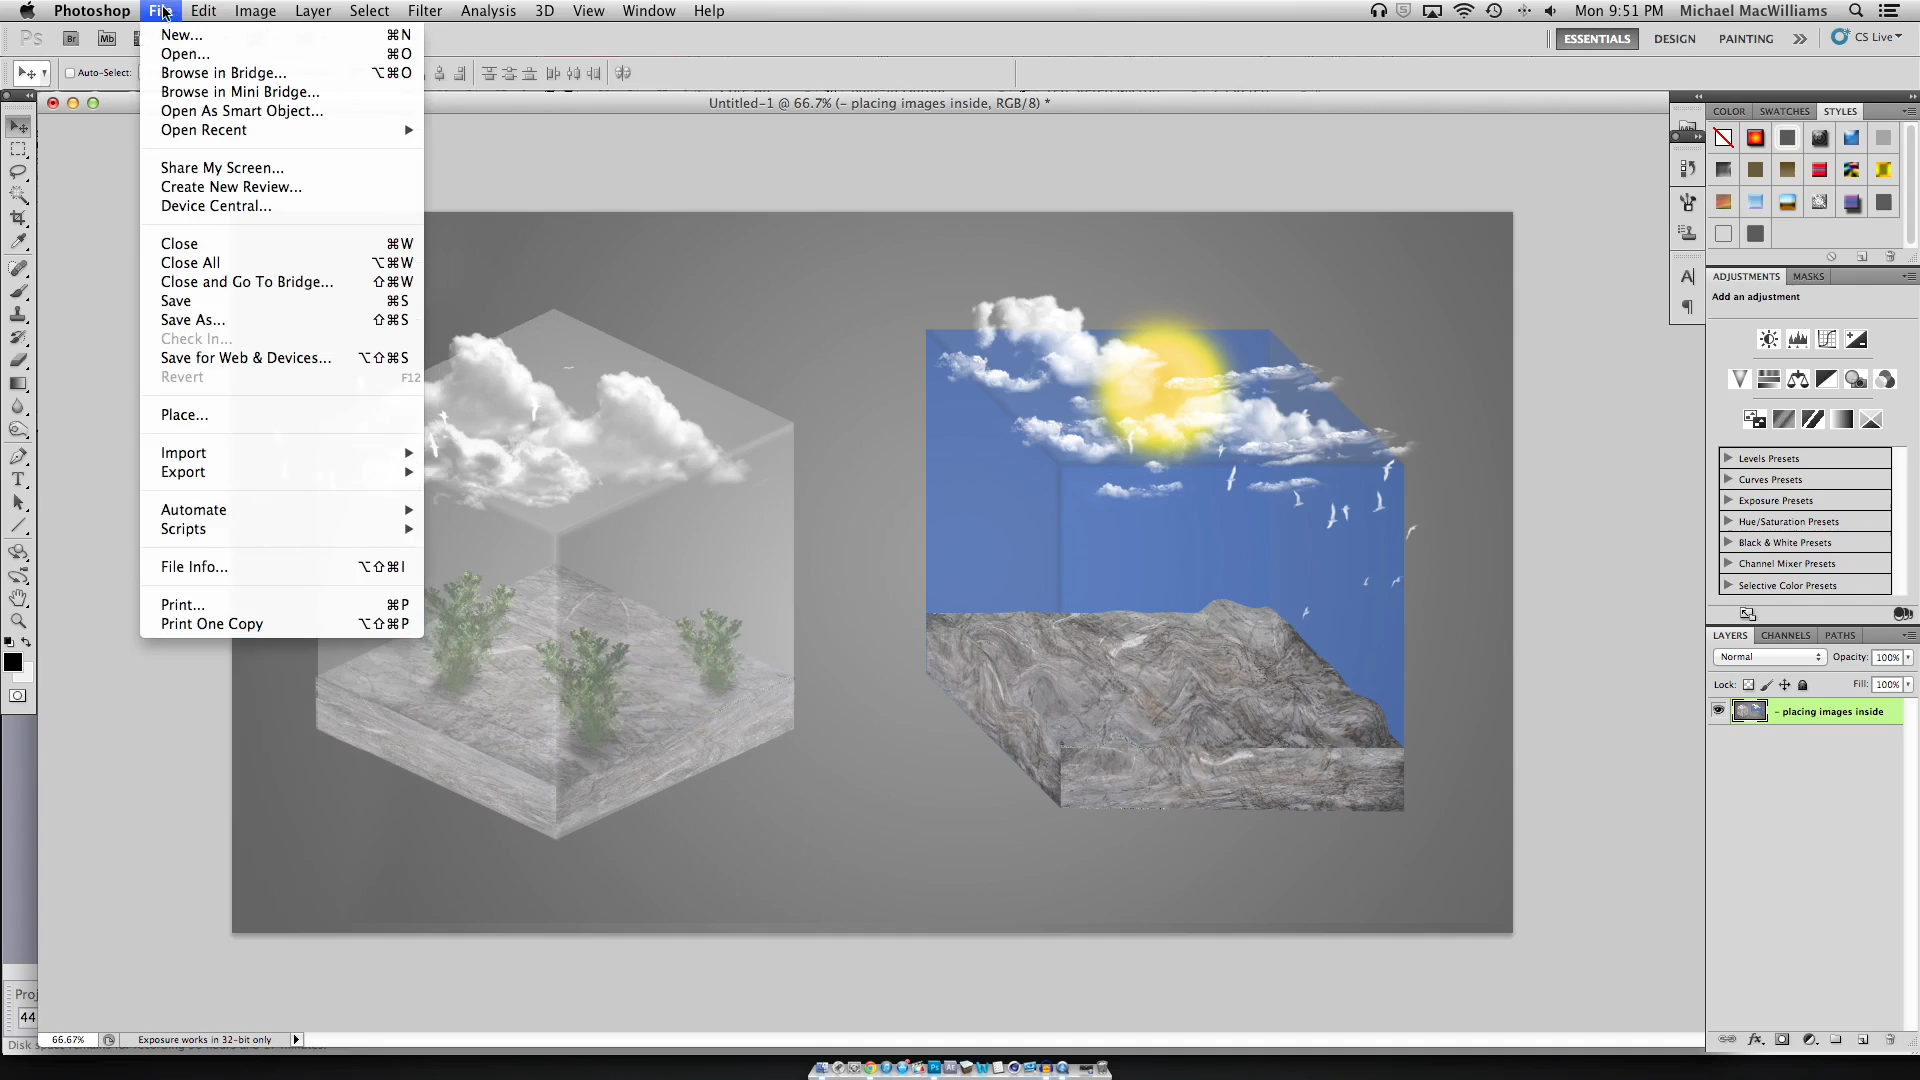 Photoshop File Edit Image Layer Select Filter Analysis 3D View Window Help Mon 9:51 PM Michael MacWilliams
Ps Br Mb ESSENTIALS DESIGN PAINTING CS Live
Auto-Select:
Untitled-1 @ 66.7% (- placing images inside, RGB/8) *
New... ⌘N
Open... ⌘O
Browse in Bridge... ⌥⌘O
Browse in Mini Bridge...
Open As Smart Object...
Open Recent
Share My Screen...
Create New Review...
Device Central...
Close ⌘W
Close All ⌥⌘W
Close and Go To Bridge... ⇧⌘W
Save ⌘S
Save As... ⇧⌘S
Check In...
Save for Web & Devices... ⌥⇧⌘S
Revert F12
Place...
Import
Export
Automate
Scripts
File Info... ⌥⇧⌘I
Print... ⌘P
Print One Copy ⌥⇧⌘P
COLOR SWATCHES STYLES
ADJUSTMENTS MASKS
Add an adjustment
Levels Presets
Curves Presets
Exposure Presets
Hue/Saturation Presets
Black & White Presets
Channel Mixer Presets
Selective Color Presets
LAYERS CHANNELS PATHS
Normal Opacity: 100%
Lock: Fill: 100%
- placing images inside
Proj
44
66.67% Exposure works in 32-bit only